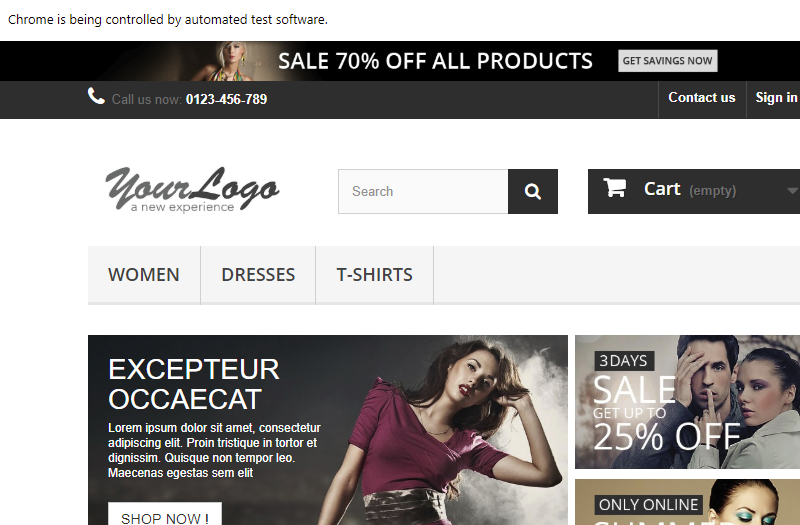 Chrome is being controlled by automated test software.
SALE 70% OFF ALL PRODUCTS GET SAVINGS NOW
Call us now: 0123-456-789 Contact us Sign in
YourLogo
a new experience
Search
Cart (empty)
WOMEN DRESSES T-SHIRTS
EXCEPTEUR
OCCAECAT
Lorem ipsum dolor sit amet, consectetur
adipiscing elit. Proin tristique in tortor et
dignissim. Quisque non tempor leo.
Maecenas egestas sem elit
SHOP NOW !
3DAYS
SALE
GET UP TO
25% OFF
ONLY ONLINE
SUMMER